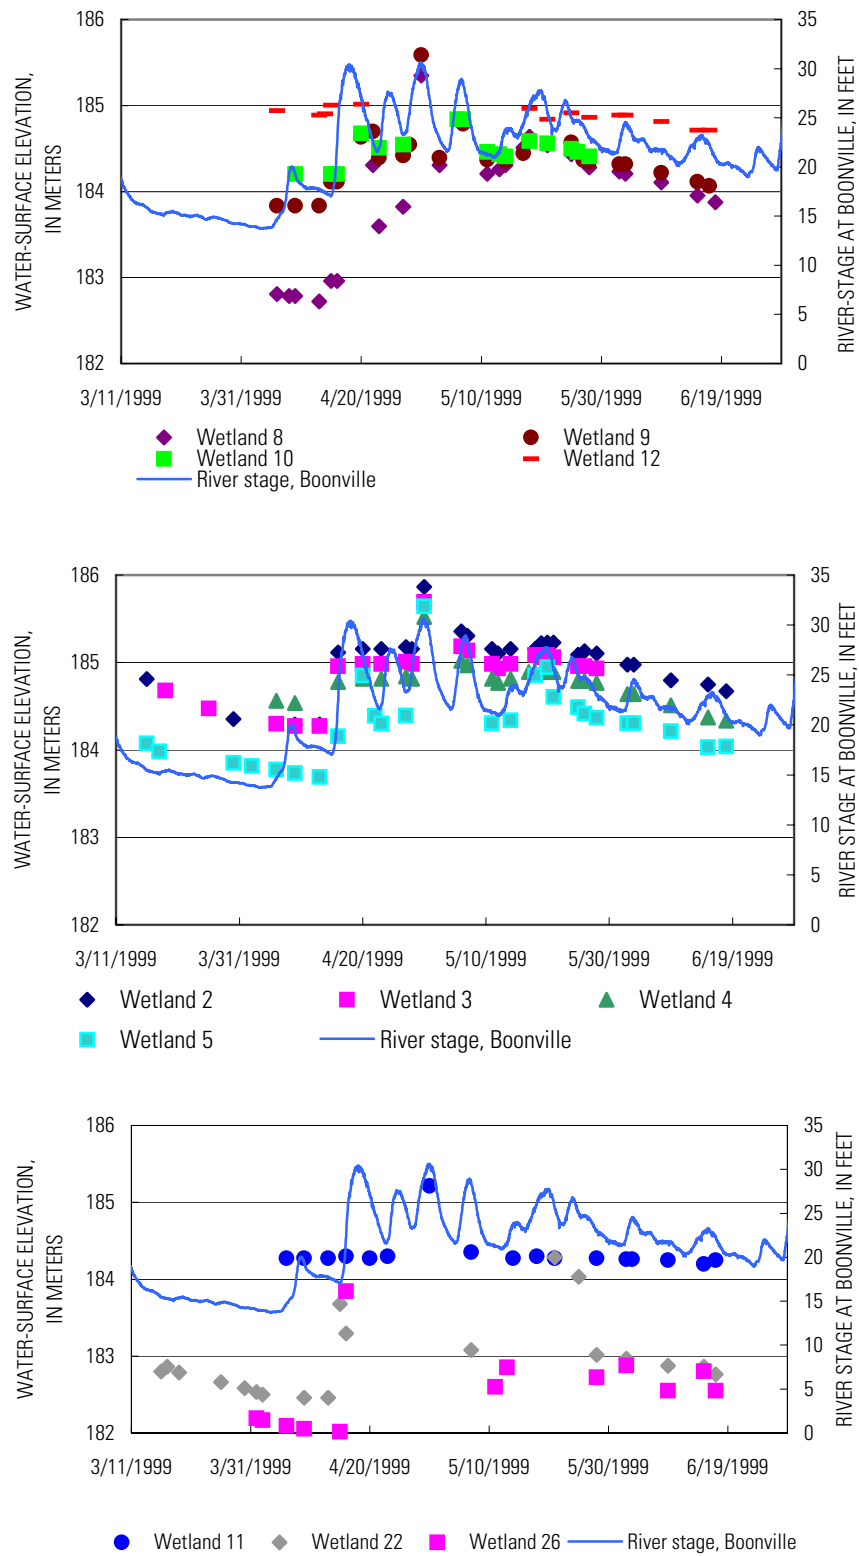 WATER-SURFACE ELEVATION,
IN METERS
186
185
184
183
182
35
30
25
20
15
10
5
0
RIVER-STAGE AT BOONVILLE, IN FEET
3/11/1999 3/31/1999 4/20/1999 5/10/1999 5/30/1999 6/19/1999
Wetland 8 Wetland 9
Wetland 10 Wetland 12
River stage, Boonville
WATER-SURFACE ELEVATION,
IN METERS
186
185
184
183
182
35
30
25
20
15
10
5
0
RIVER STAGE AT BOONVILLE, IN FEET
3/11/1999 3/31/1999 4/20/1999 5/10/1999 5/30/1999 6/19/1999
Wetland 2 Wetland 3 Wetland 4
Wetland 5 River stage, Boonville
WATER-SURFACE ELEVATION,
IN METERS
186
185
184
183
182
35
30
25
20
15
10
5
0
RIVER STAGE AT BOONVILLE, IN FEET
3/11/1999 3/31/1999 4/20/1999 5/10/1999 5/30/1999 6/19/1999
Wetland 11 Wetland 22 Wetland 26 River stage, Boonville